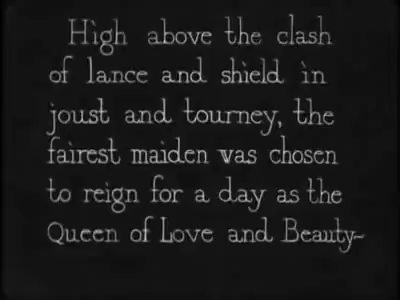 High above the clash
of lance and shield in
joust and tourney, the
fairest maiden was chosen
to reign for a day as the
Queen of Love and Beauty~